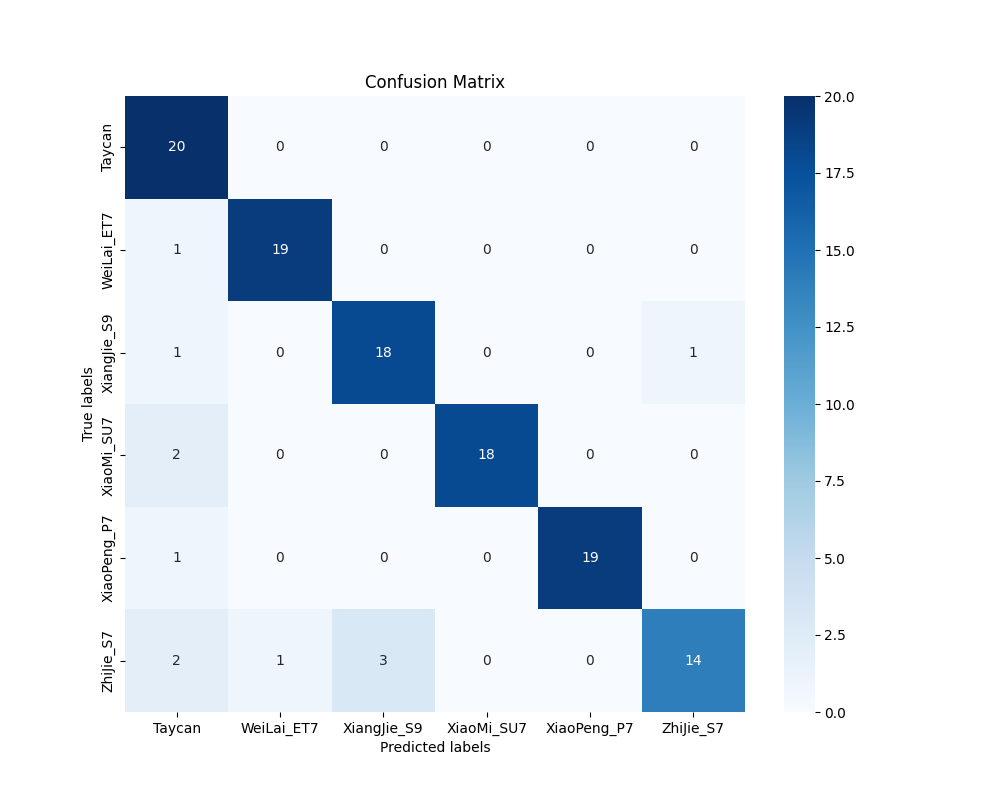 Confusion Matrix
True labels
Taycan 20 0 0 0 0 0
WeiLai_ET7 1 19 0 0 0 0
XiangJie_S9 1 0 18 0 0 1
XiaoMi_SU7 2 0 0 18 0 0
XiaoPeng_P7 1 0 0 0 19 0
ZhiJie_S7 2 1 3 0 0 14
Taycan WeiLai_ET7 XiangJie_S9 XiaoMi_SU7 XiaoPeng_P7 ZhiJie_S7
Predicted labels
20.0
17.5
15.0
12.5
10.0
7.5
5.0
2.5
0.0